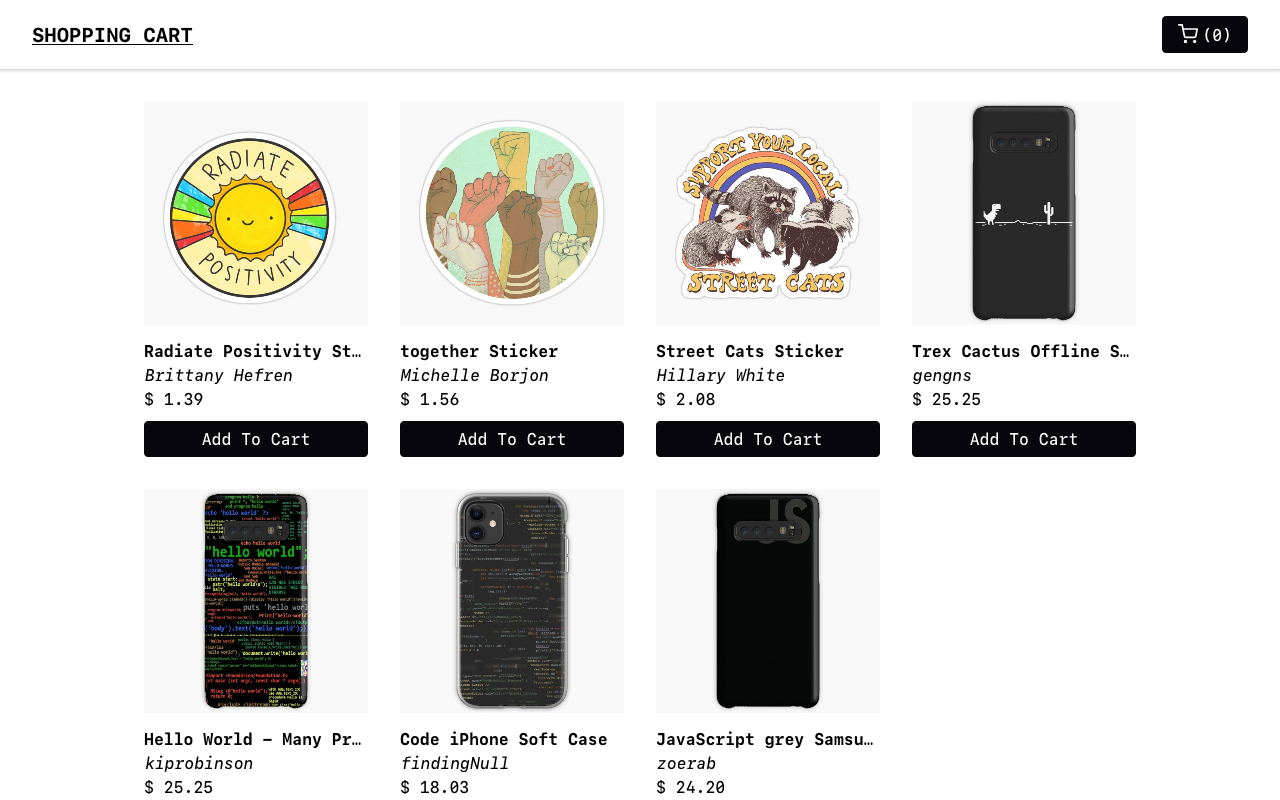 SHOPPING CART
(0)
RADIATE
POSITIVITY
SUPPORT YOUR LOCAL
STREET CATS
Radiate Positivity St…
together Sticker
Street Cats Sticker
Trex Cactus Offline S…
Brittany Hefren
Michelle Borjon
Hillary White
gengns
$ 1.39
$ 1.56
$ 2.08
$ 25.25
Add To Cart
Add To Cart
Add To Cart
Add To Cart
"hello world";
JS
Hello World – Many Pr…
Code iPhone Soft Case
JavaScript grey Samsu…
kiprobinson
findingNull
zoerab
$ 25.25
$ 18.03
$ 24.20